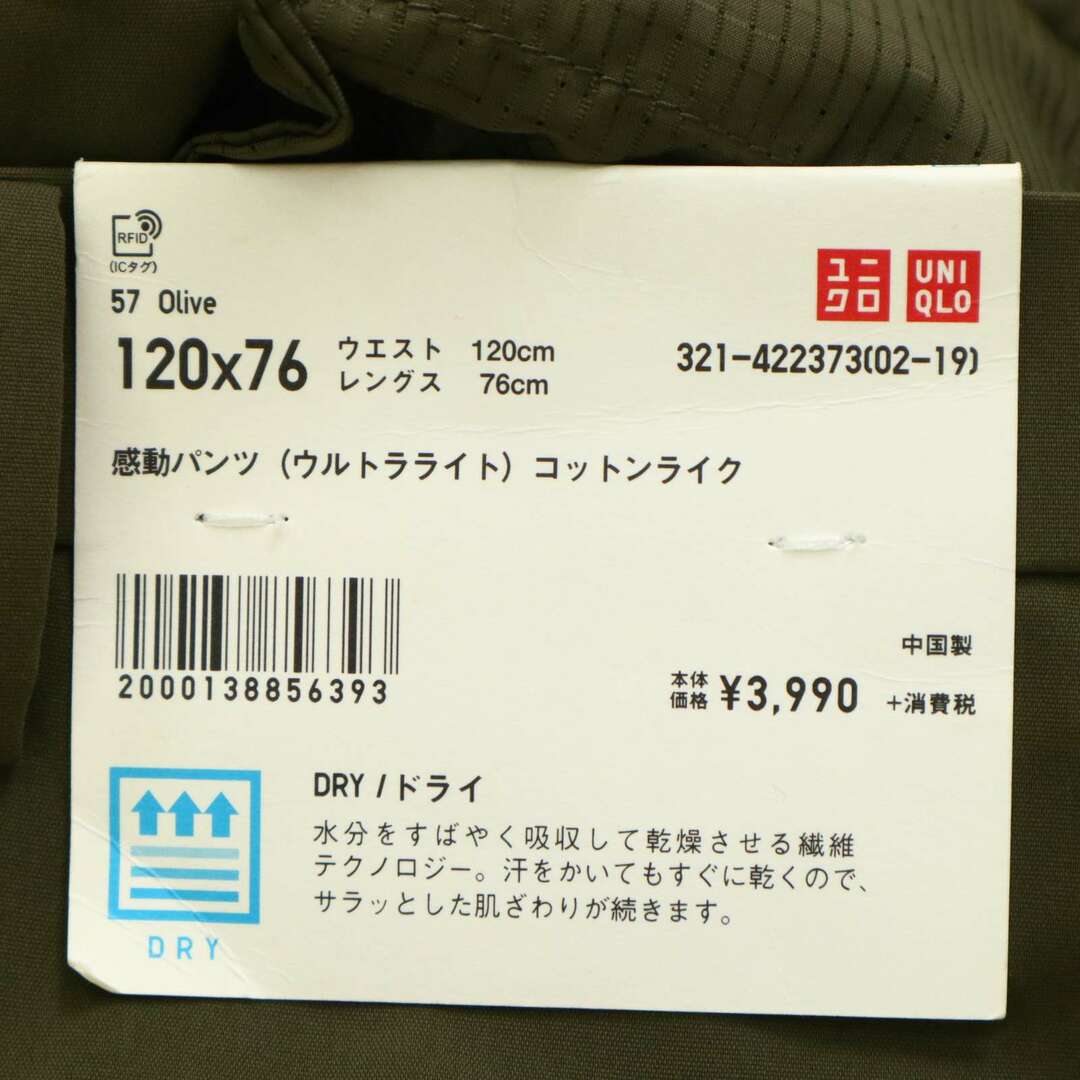 RFID
(ICタグ)
57 Olive
ユニ
クロ
UNI
QLO
120x76
ウエスト 120cm
レングス 76cm
321-422373(02-19)
感動パンツ（ウルトラライト）コットンライク
2000138856393
中国製
本体
価格 ¥3,990 +消費税
DRY
DRY / ドライ
水分をすばやく吸収して乾燥させる繊維
テクノロジー。汗をかいてもすぐに乾くので、
サラッとした肌ざわりが続きます。